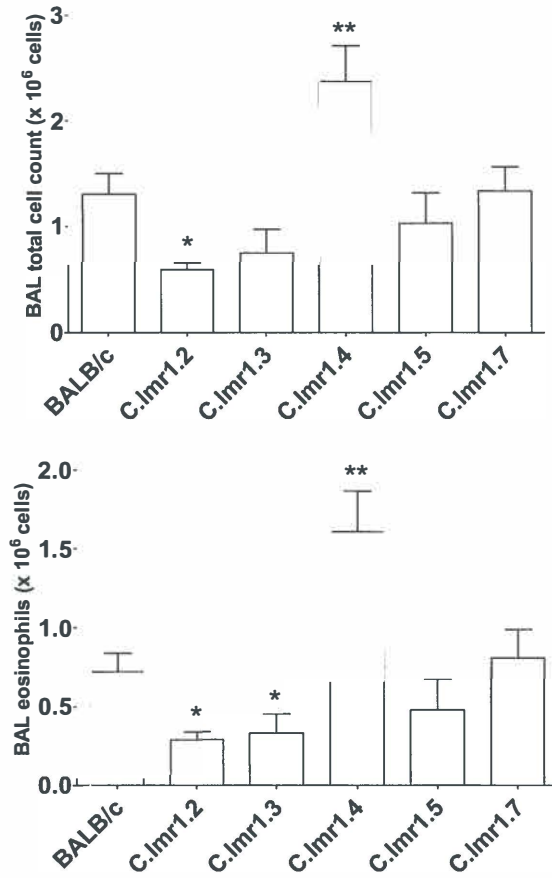 BAL total cell count (x 10⁶ cells)
3
2
1
0
**
*
BALB/c
C.lmr1.2
C.lmr1.3
C.lmr1.4
C.lmr1.5
C.lmr1.7
BAL eosinophils (x 10⁶ cells)
2.0
1.5
1.0
0.5
0.0
**
*
*
BALB/c
C.lmr1.2
C.lmr1.3
C.lmr1.4
C.lmr1.5
C.lmr1.7